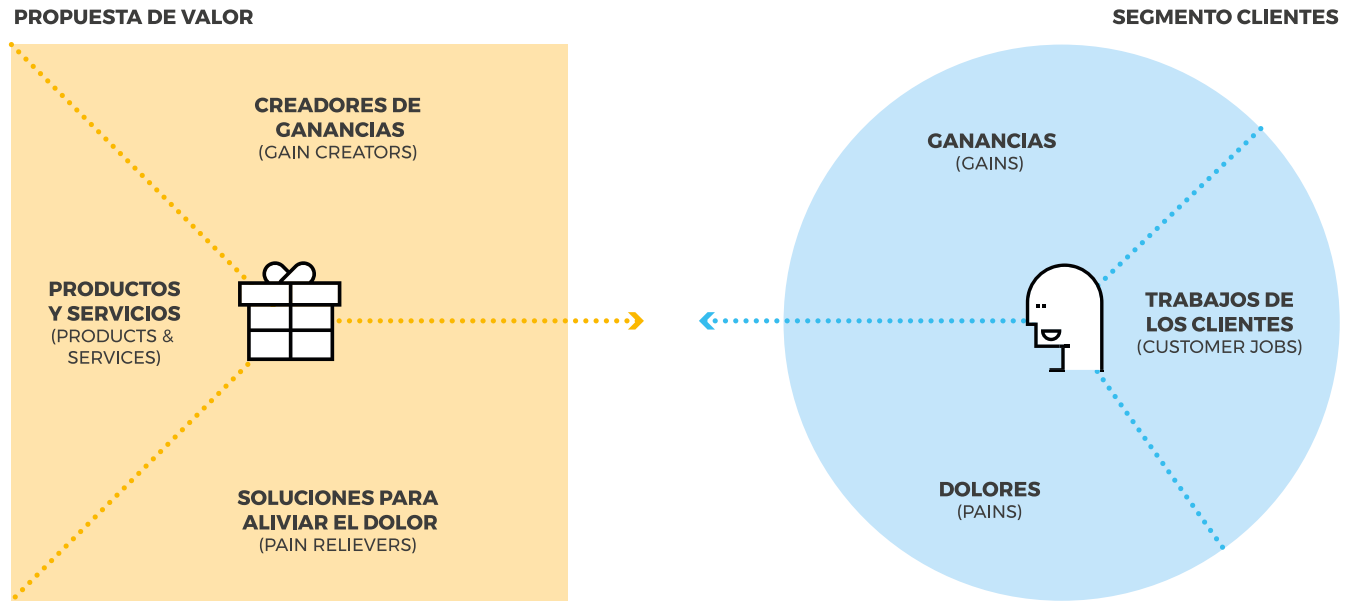 PROPUESTA DE VALOR
SEGMENTO CLIENTES
CREADORES DE
GANANCIAS
(GAIN CREATORS)
PRODUCTOS
Y SERVICIOS
(PRODUCTS &
SERVICES)
SOLUCIONES PARA
ALIVIAR EL DOLOR
(PAIN RELIEVERS)
GANANCIAS
(GAINS)
TRABAJOS DE
LOS CLIENTES
(CUSTOMER JOBS)
DOLORES
(PAINS)